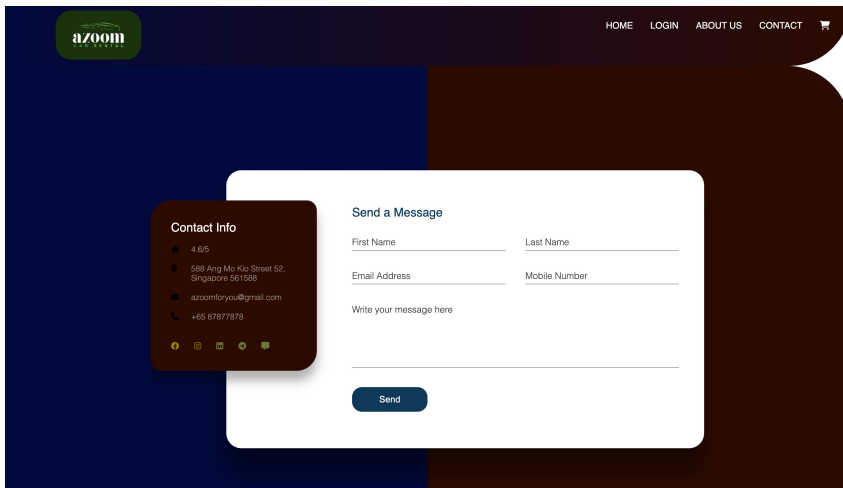 azoom
CAR RENTAL
HOME LOGIN ABOUT US CONTACT
Contact Info
4.6/5
588 Ang Mo Kio Street 52,
Singapore 561588
azoomforyou@gmail.com
+65 87877878
Send a Message
First Name Last Name
Email Address Mobile Number
Write your message here
Send